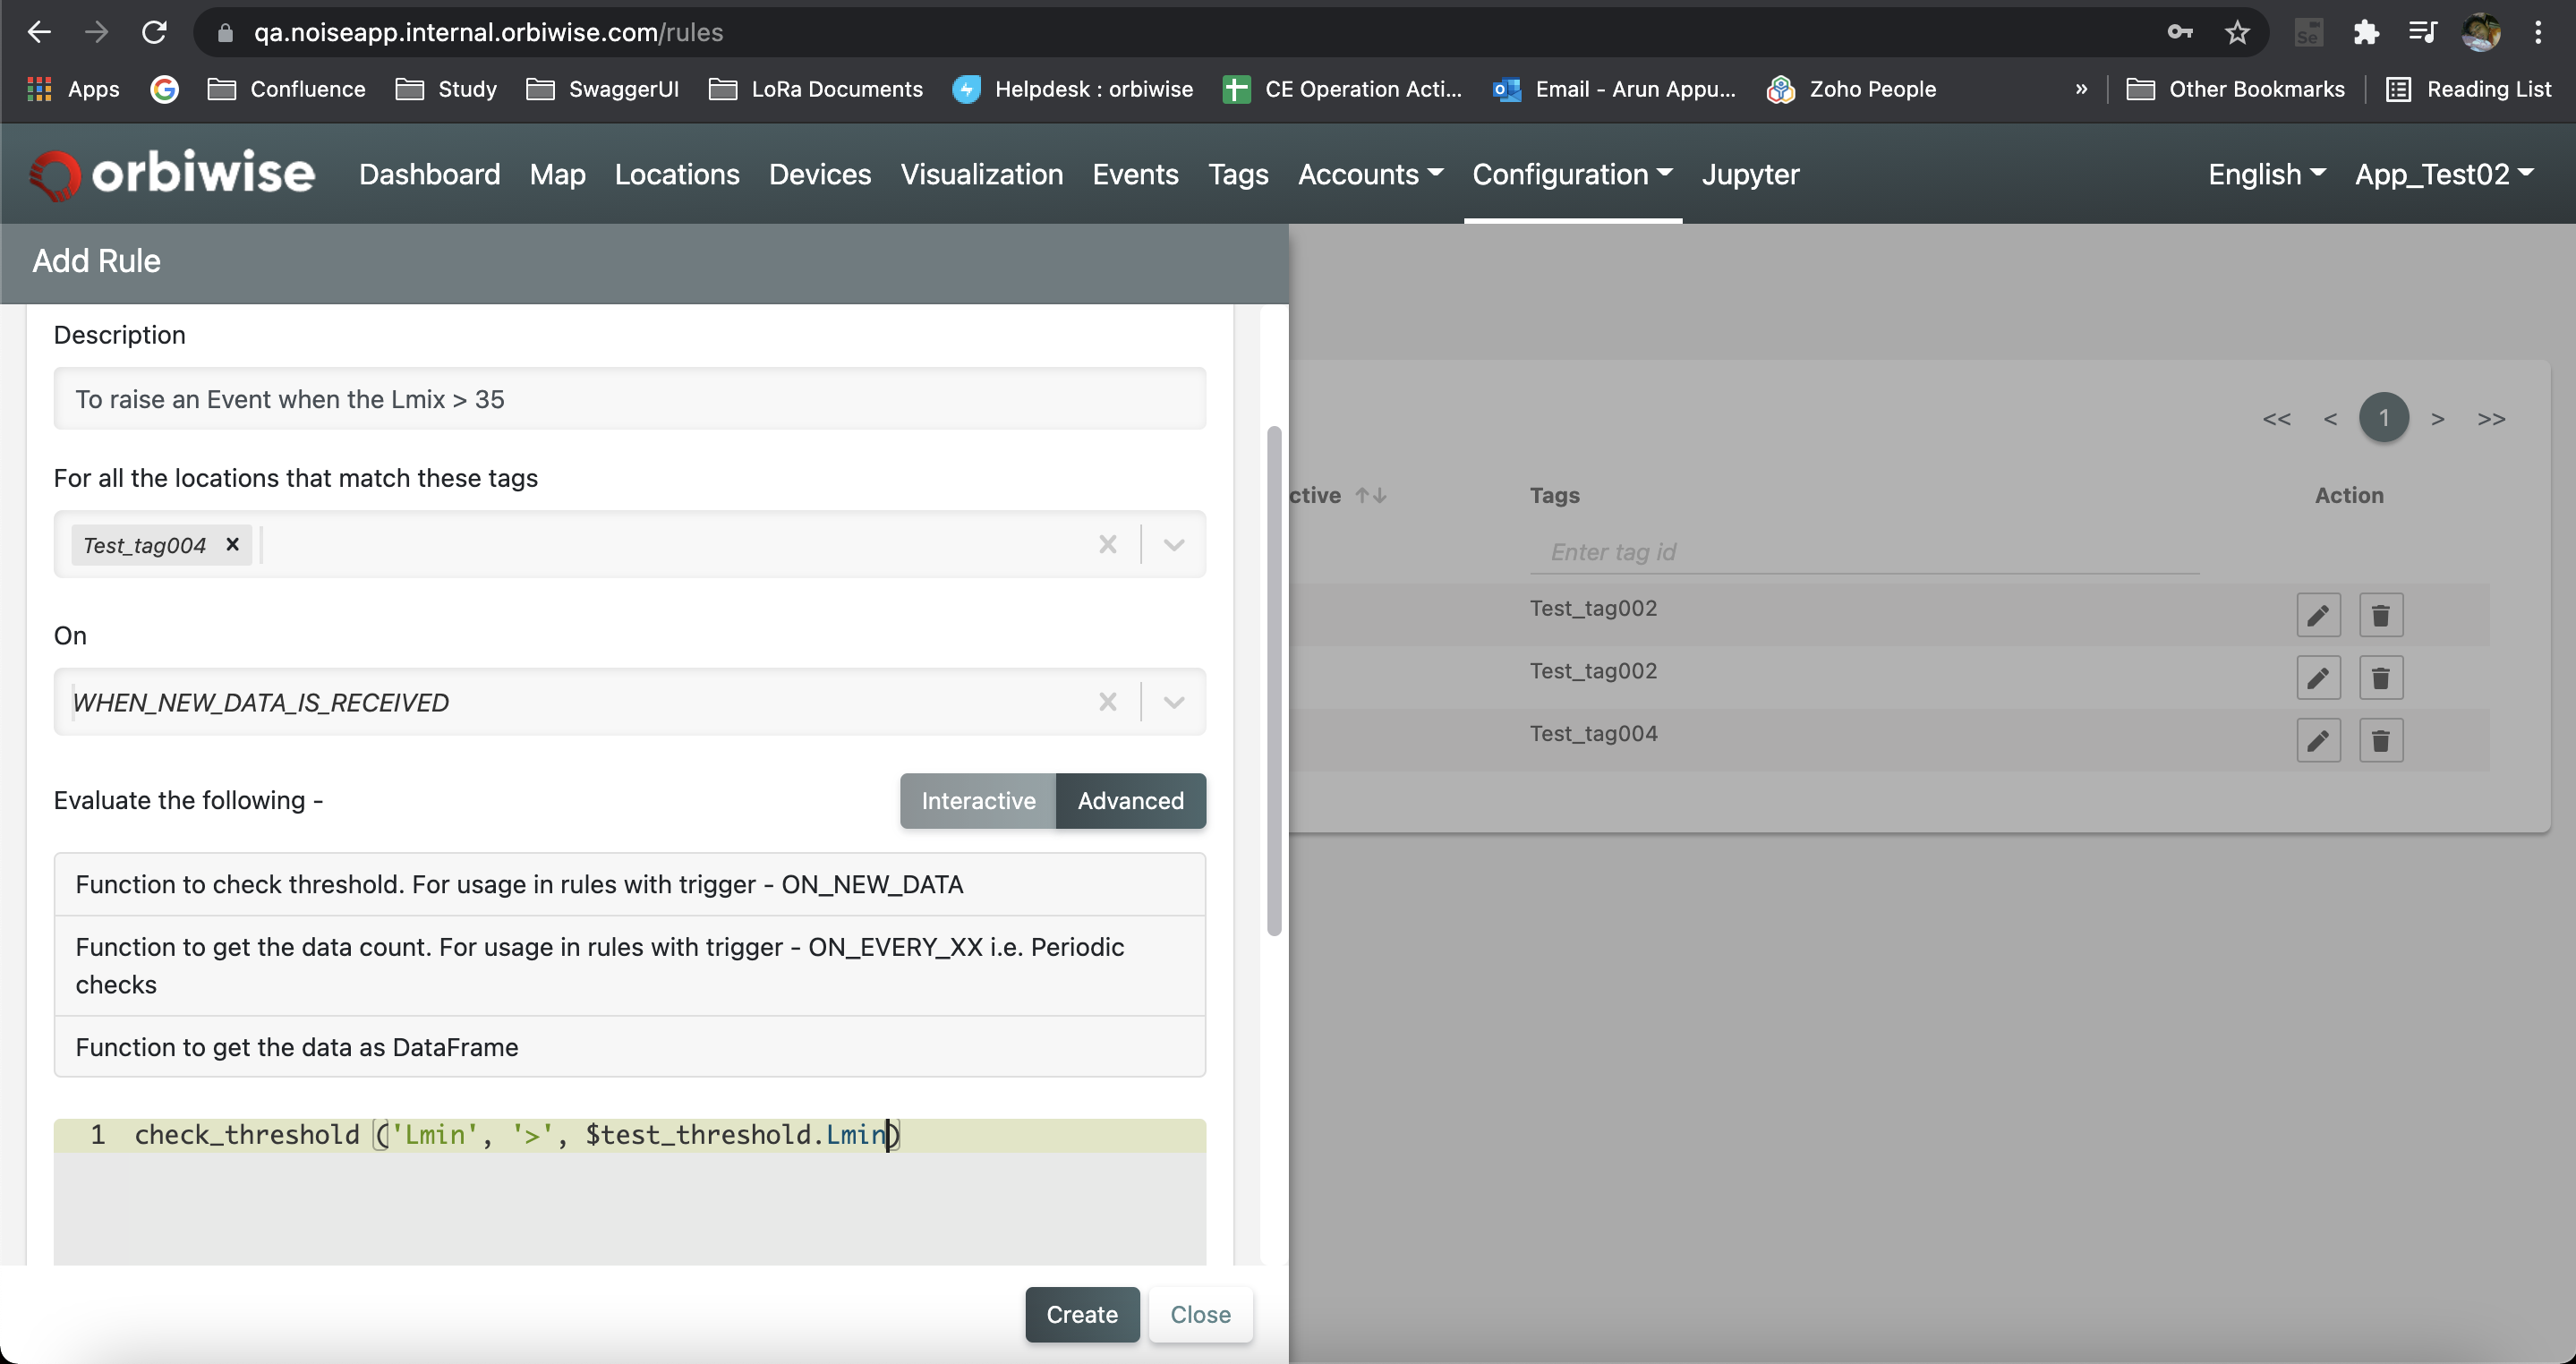 qa.noiseapp.internal.orbiwise.com/rules
Se
Apps Confluence Study SwaggerUI LoRa Documents Helpdesk : orbiwise CE Operation Acti... Email - Arun Appu... Zoho People » Other Bookmarks Reading List
orbiwise Dashboard Map Locations Devices Visualization Events Tags Accounts Configuration Jupyter English App_Test02
Add Rule
Description
To raise an Event when the Lmix > 35
For all the locations that match these tags
Test_tag004
On
WHEN_NEW_DATA_IS_RECEIVED
Evaluate the following -
Interactive Advanced
Function to check threshold. For usage in rules with trigger - ON_NEW_DATA
Function to get the data count. For usage in rules with trigger - ON_EVERY_XX i.e. Periodic
checks
Function to get the data as DataFrame
1 check_threshold ('Lmin', '>', $test_threshold.Lmin)
Create Close
<< < 1 > >>
ctive Tags Action
Enter tag id
Test_tag002
Test_tag002
Test_tag004